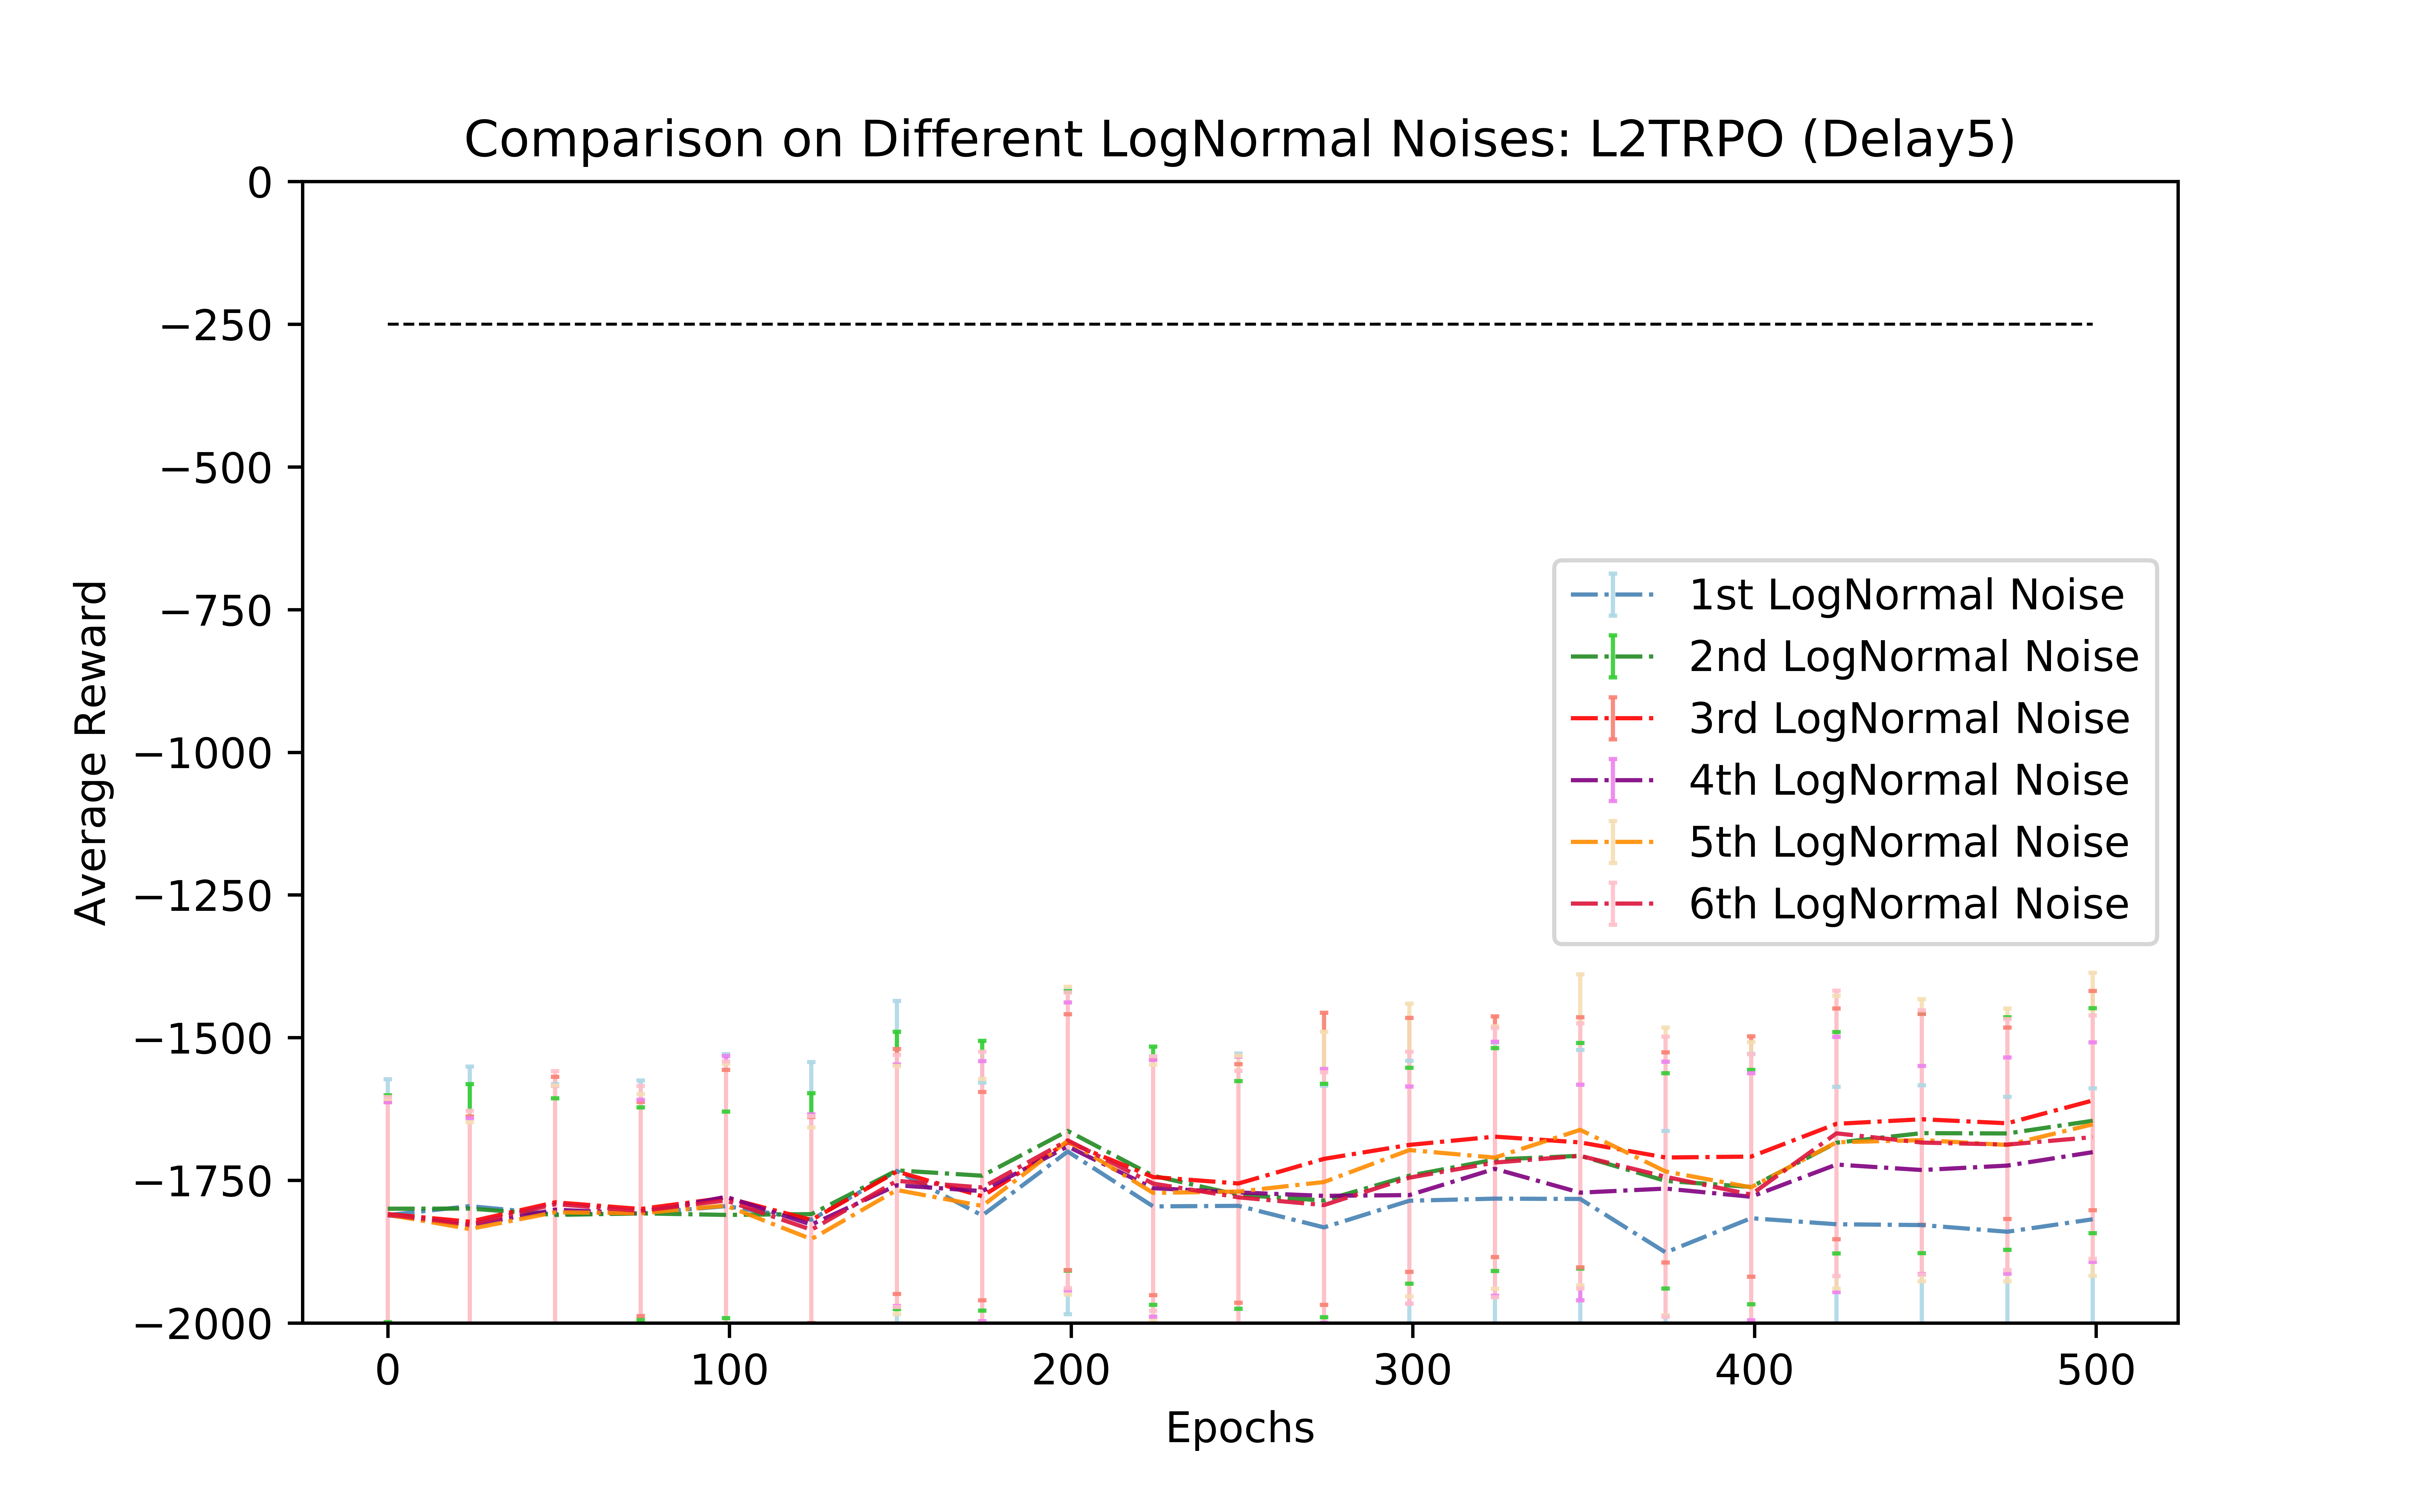 Comparison on Different LogNormal Noises: L2TRPO (Delay5)
0
−250
−500
−750
−1000
−1250
−1500
−1750
−2000
Average Reward
1st LogNormal Noise
2nd LogNormal Noise
3rd LogNormal Noise
4th LogNormal Noise
5th LogNormal Noise
6th LogNormal Noise
0 100 200 300 400 500
Epochs